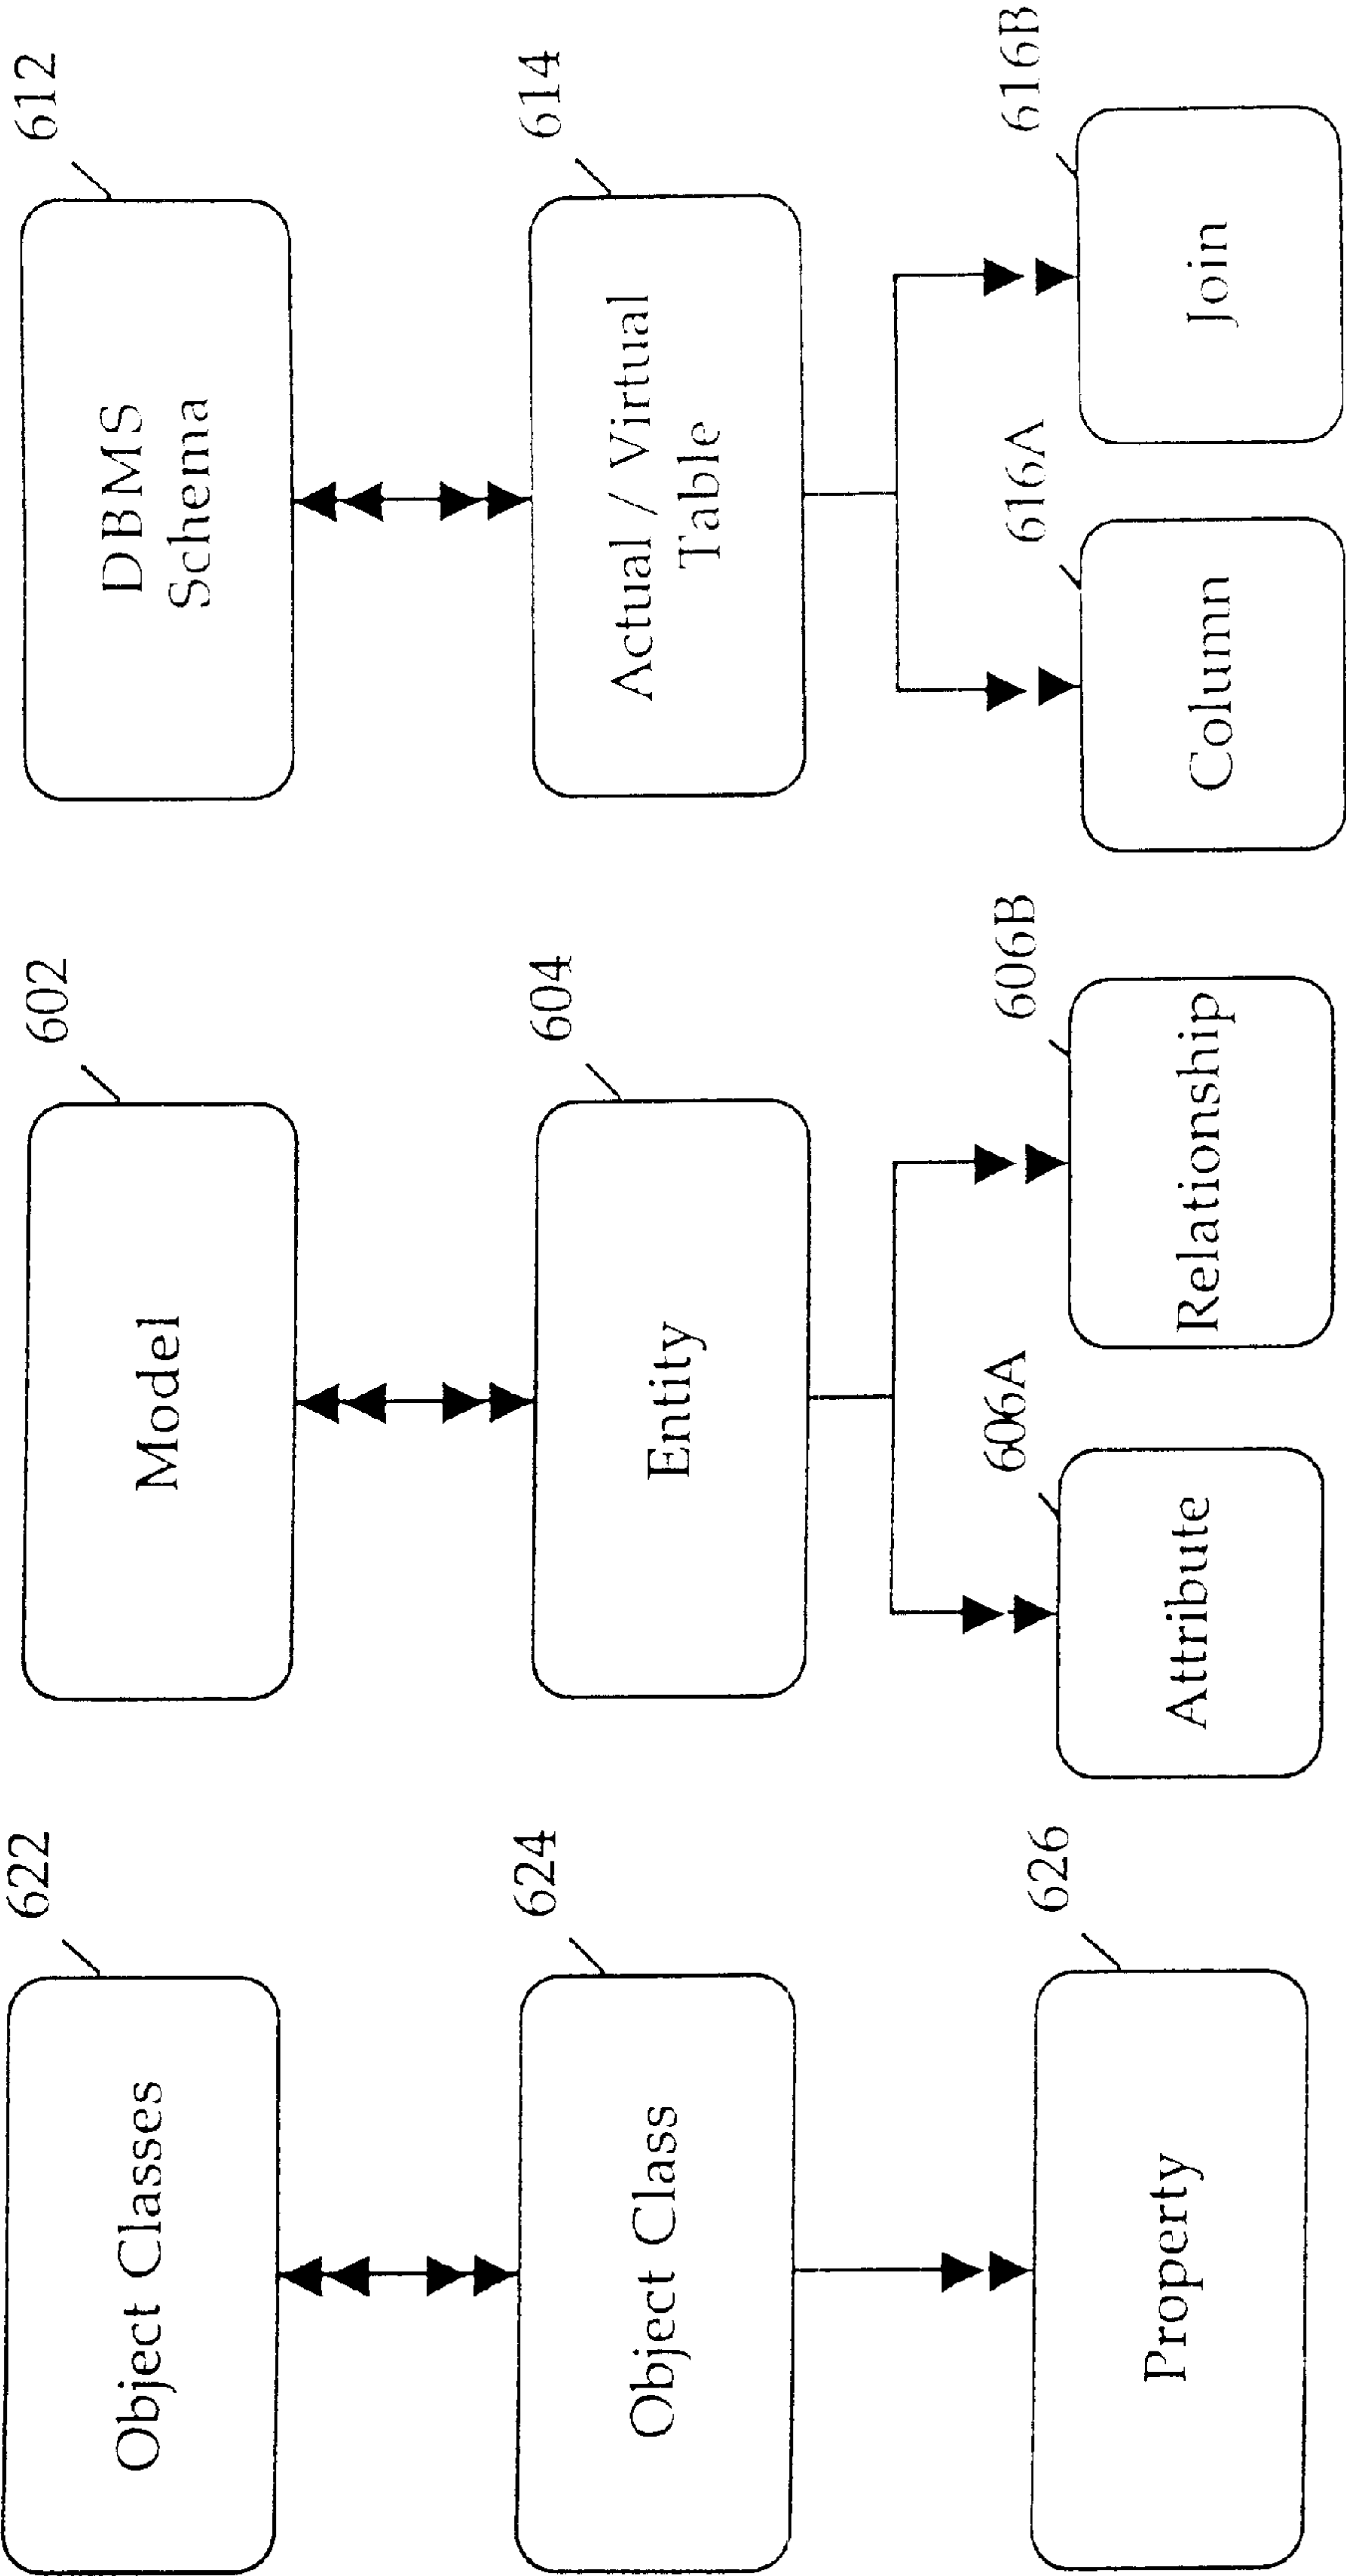 622
Object Classes
624
Object Class
626
Property
602
Model
604
Entity
606A
606B
Attribute
Relationship
612
DBMS
Schema
614
Actual / Virtual
Table
616A
616B
Column
Join